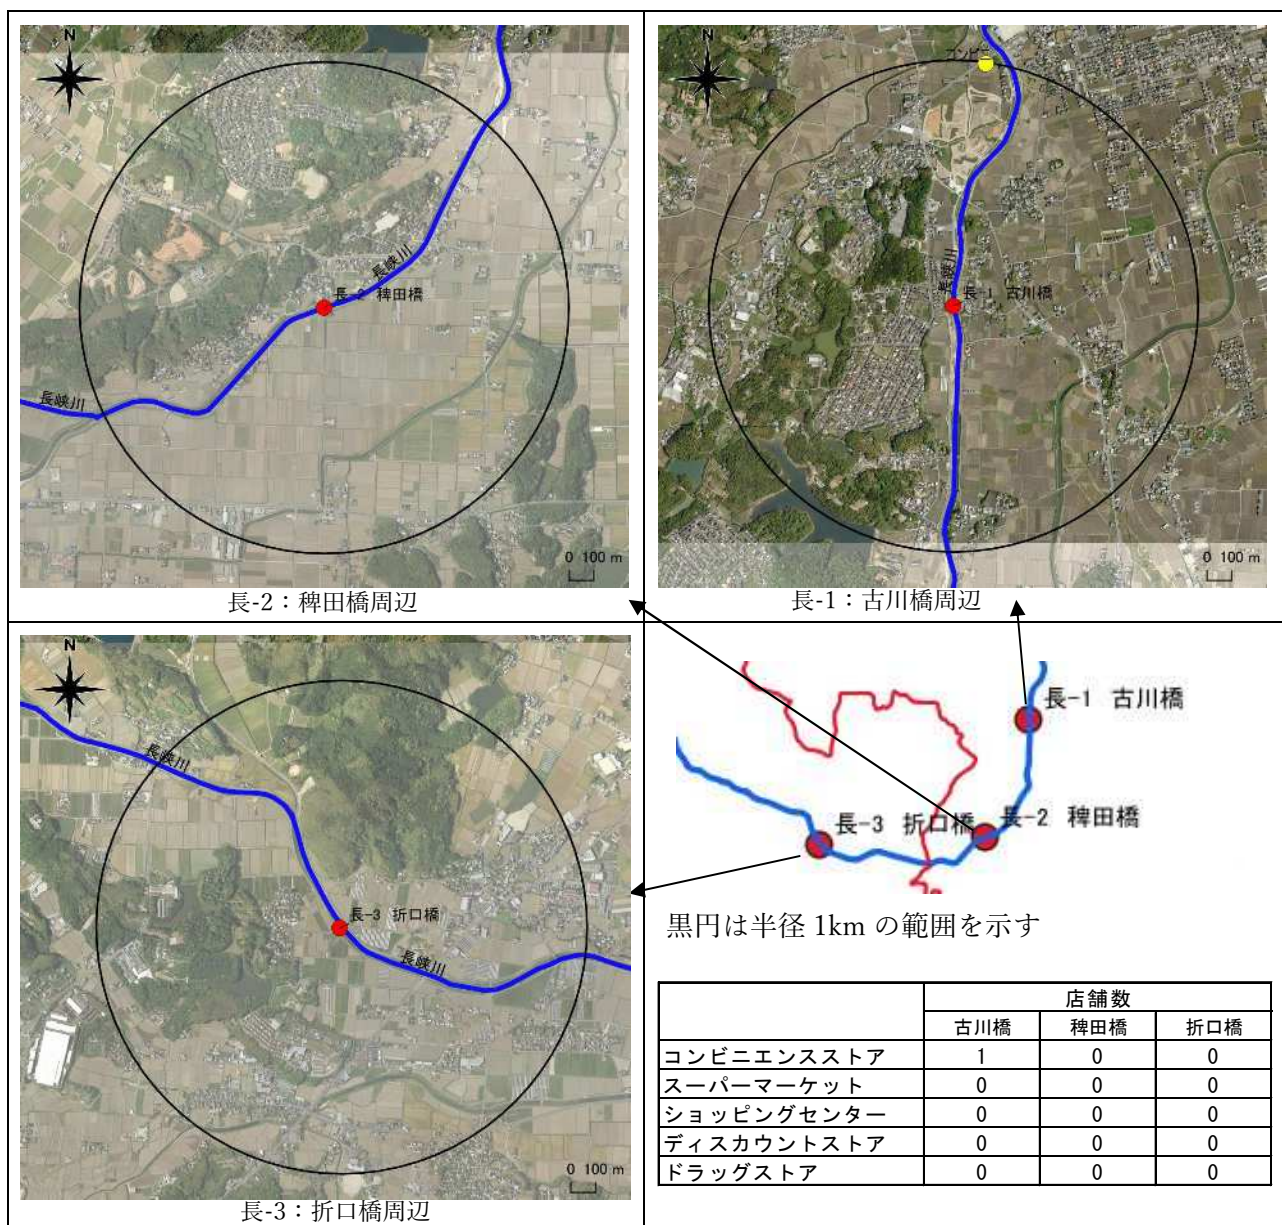 N
長峡川
長-2 稗田橋
長峡川
0 100 m
長-2：稗田橋周辺
N
コンビニ
長峡川
長-1 古川橋
0 100 m
長-1：古川橋周辺
N
長峡川
長-3 折口橋
長峡川
0 100 m
長-3：折口橋周辺
長-1 古川橋
長-3 折口橋
長-2 稗田橋
黒円は半径 1km の範囲を示す
店舗数
古川橋 稗田橋 折口橋
コンビニエンスストア 1 0 0
スーパーマーケット 0 0 0
ショッピングセンター 0 0 0
ディスカウントストア 0 0 0
ドラッグストア 0 0 0